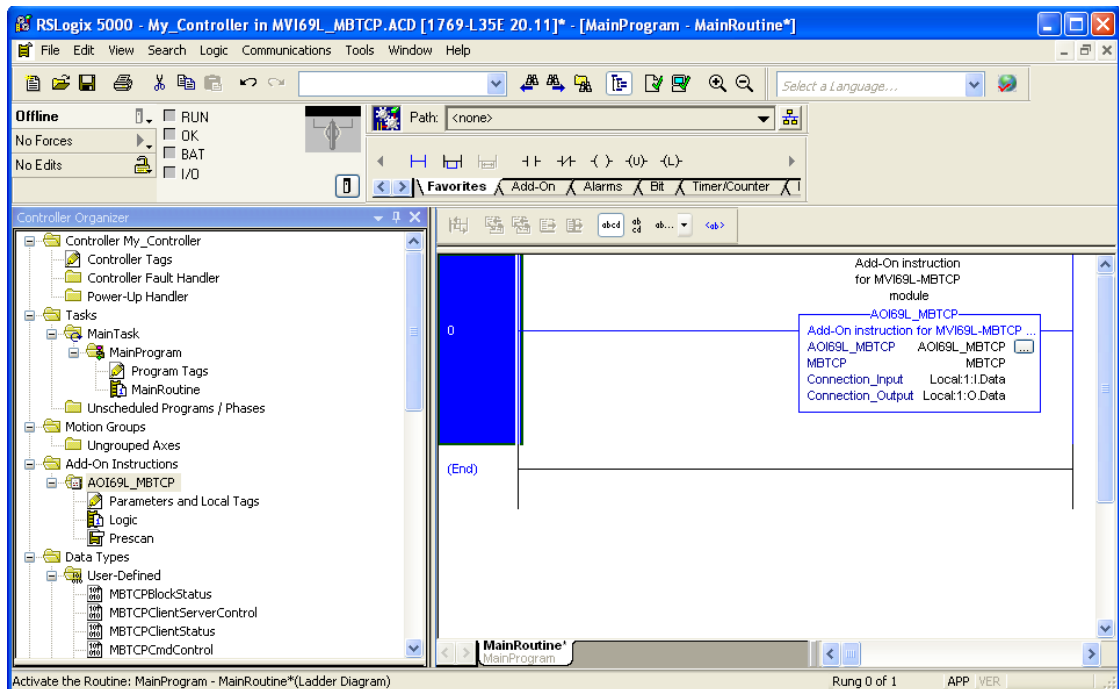 RSLogix 5000 - My_Controller in MVI69L_MBTCP.ACD [1769-L35E 20.11]* - [MainProgram - MainRoutine*]
File Edit View Search Logic Communications Tools Window Help
Select a Language...
Offline
RUN
No Forces
OK
No Edits
BAT
I/O
Path: <none>
Favorites Add-On Alarms Bit Timer/Counter
Controller Organizer
Controller My_Controller
Controller Tags
Controller Fault Handler
Power-Up Handler
Tasks
MainTask
MainProgram
Program Tags
MainRoutine
Unscheduled Programs / Phases
Motion Groups
Ungrouped Axes
Add-On Instructions
AOI69L_MBTCP
Parameters and Local Tags
Logic
Prescan
Data Types
User-Defined
MBTCPBlockStatus
MBTCPClientServerControl
MBTCPClientStatus
MBTCPCmdControl
abcd ab cd ab... <ab>
Add-On instruction
for MVI69L-MBTCP
module
AOI69L_MBTCP
0
Add-On instruction for MVI69L-MBTCP ...
AOI69L_MBTCP AOI69L_MBTCP ...
MBTCP MBTCP
Connection_Input Local:1:I.Data
Connection_Output Local:1:O.Data
(End)
MainRoutine*
MainProgram
Activate the Routine: MainProgram - MainRoutine*(Ladder Diagram) Rung 0 of 1 APP VER